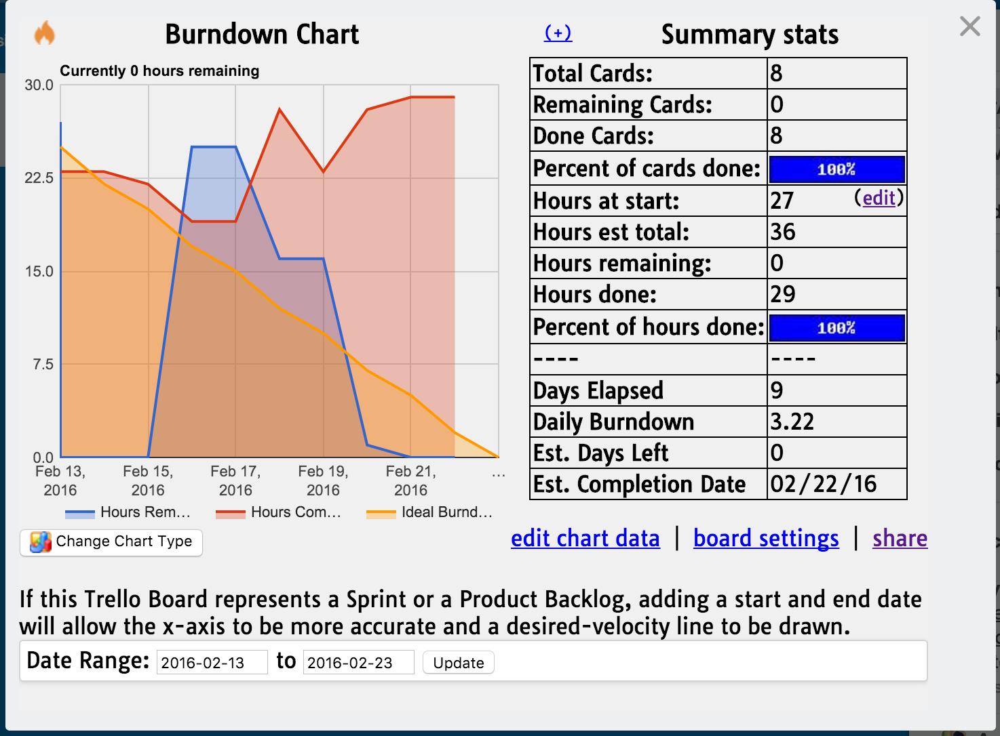 Burndown Chart
Currently 0 hours remaining
30.0
22.5
15.0
7.5
0.0
Feb 13, Feb 15, Feb 17, Feb 19, Feb 21, ...
2016 2016 2016 2016 2016
Hours Rem... Hours Com... Ideal Burnd...
Change Chart Type
(+) Summary stats
Total Cards: 8
Remaining Cards: 0
Done Cards: 8
Percent of cards done: 100%
Hours at start: 27 (edit)
Hours est total: 36
Hours remaining: 0
Hours done: 29
Percent of hours done: 100%
---- ----
Days Elapsed 9
Daily Burndown 3.22
Est. Days Left 0
Est. Completion Date 02/22/16
edit chart data | board settings | share
If this Trello Board represents a Sprint or a Product Backlog, adding a start and end date
will allow the x-axis to be more accurate and a desired-velocity line to be drawn.
Date Range: 2016-02-13 to 2016-02-23 Update